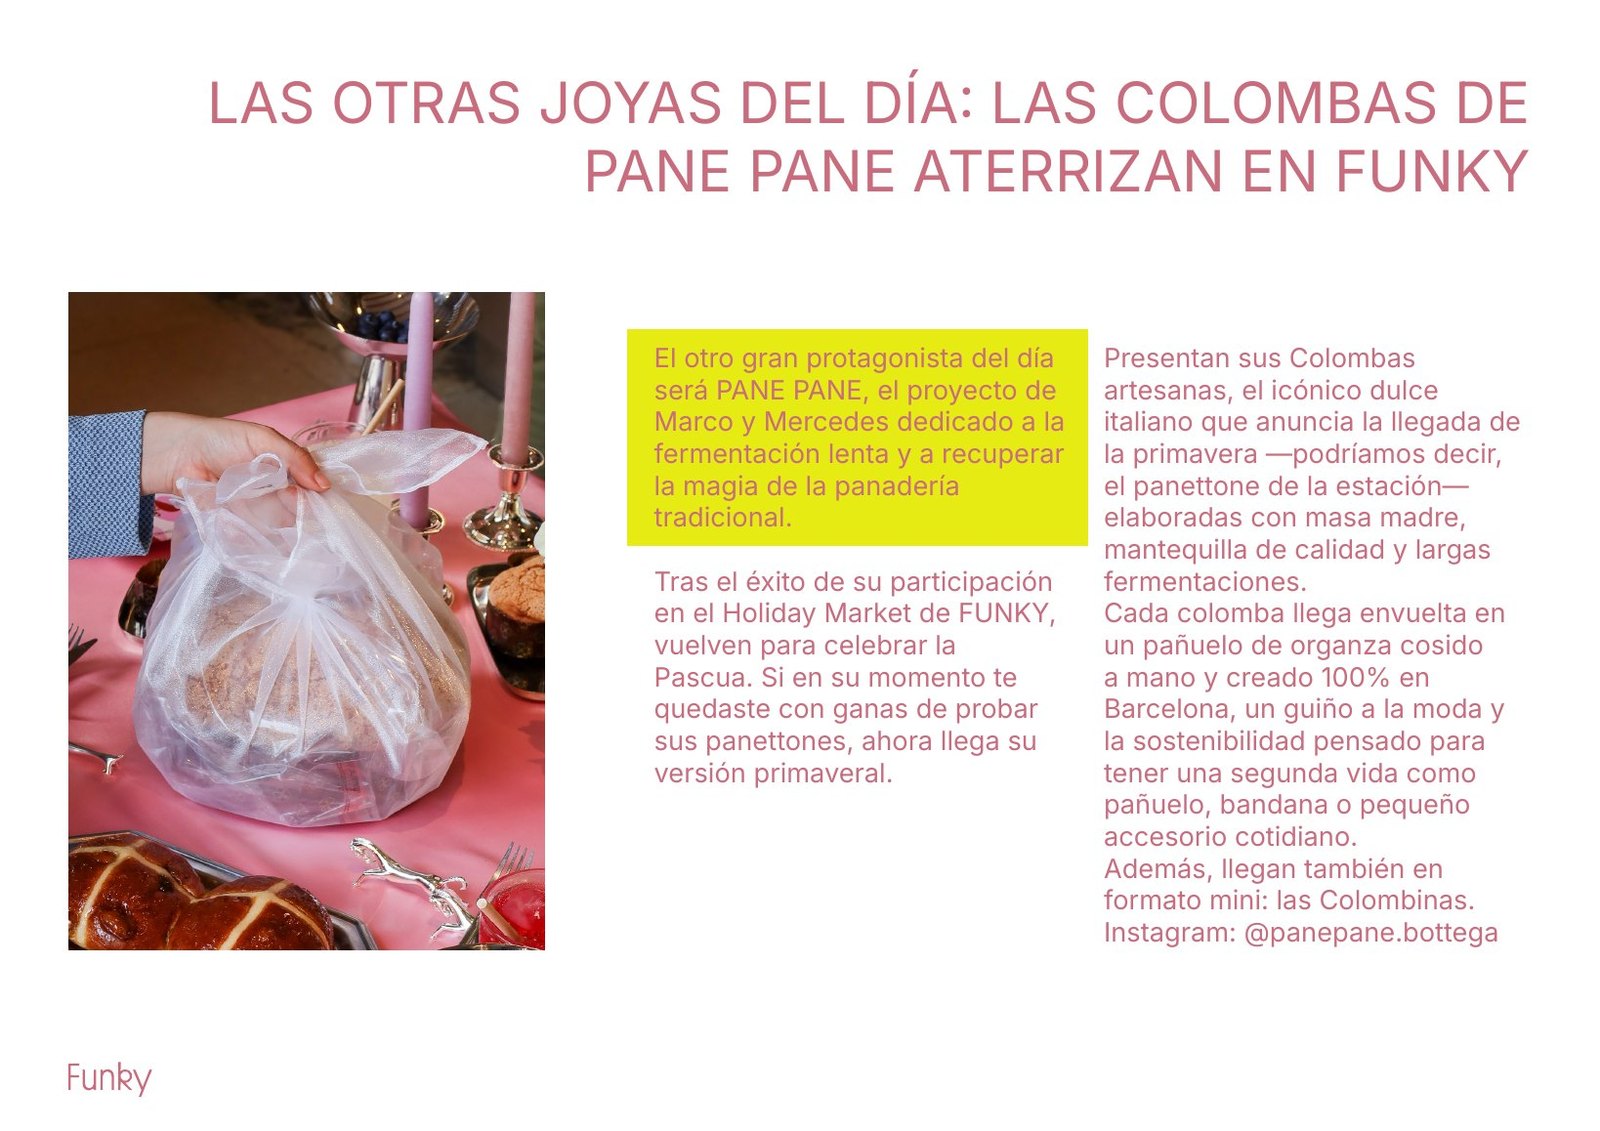 LAS OTRAS JOYAS DEL DÍA: LAS COLOMBAS DE
PANE PANE ATERRIZAN EN FUNKY
El otro gran protagonista del día
será PANE PANE, el proyecto de
Marco y Mercedes dedicado a la
fermentación lenta y a recuperar
la magia de la panadería
tradicional.
Tras el éxito de su participación
en el Holiday Market de FUNKY,
vuelven para celebrar la
Pascua. Si en su momento te
quedaste con ganas de probar
sus panettones, ahora llega su
versión primaveral.
Presentan sus Colombas
artesanas, el icónico dulce
italiano que anuncia la llegada de
la primavera —podríamos decir,
el panettone de la estación—
elaboradas con masa madre,
mantequilla de calidad y largas
fermentaciones.
Cada colomba llega envuelta en
un pañuelo de organza cosido
a mano y creado 100% en
Barcelona, un guiño a la moda y
la sostenibilidad pensado para
tener una segunda vida como
pañuelo, bandana o pequeño
accesorio cotidiano.
Además, llegan también en
formato mini: las Colombinas.
Instagram: @panepane.bottega
Funky